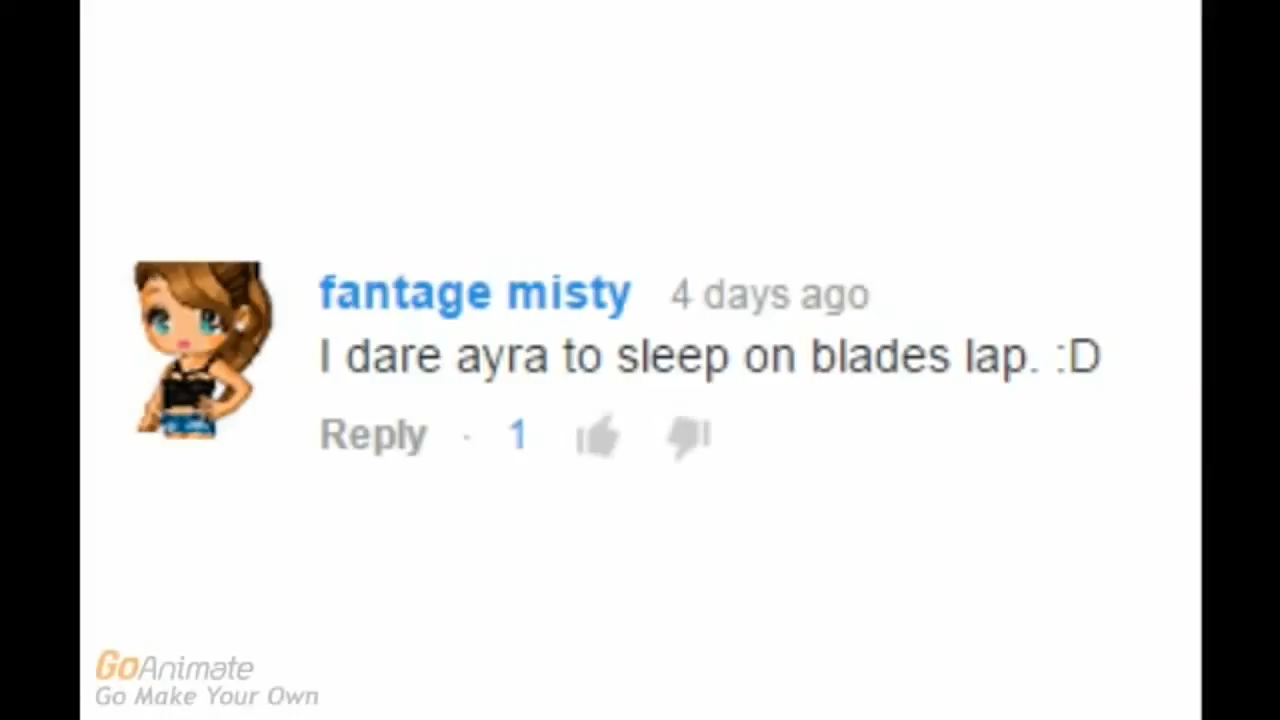 fantage misty 4 days ago
I dare ayra to sleep on blades lap. :D
Reply · 1
GoAnimate
Go Make Your Own